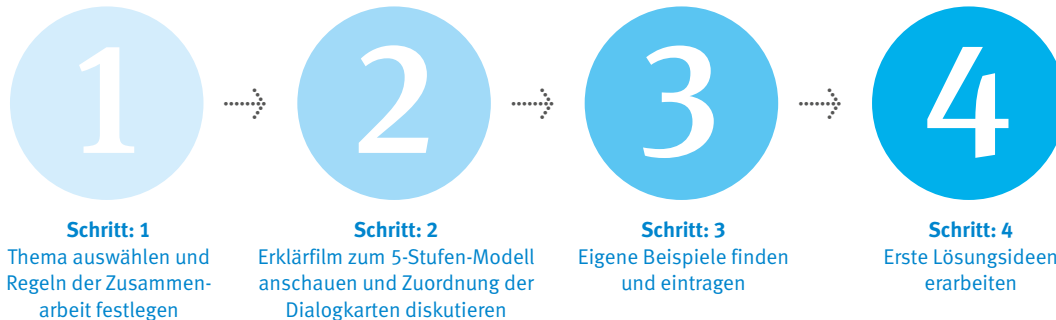 1
2
3
4
Schritt: 1
Thema auswählen und
Regeln der Zusammen-
arbeit festlegen
Schritt: 2
Erklärfilm zum 5-Stufen-Modell
anschauen und Zuordnung der
Dialogkarten diskutieren
Schritt: 3
Eigene Beispiele finden
und eintragen
Schritt: 4
Erste Lösungsideen
erarbeiten